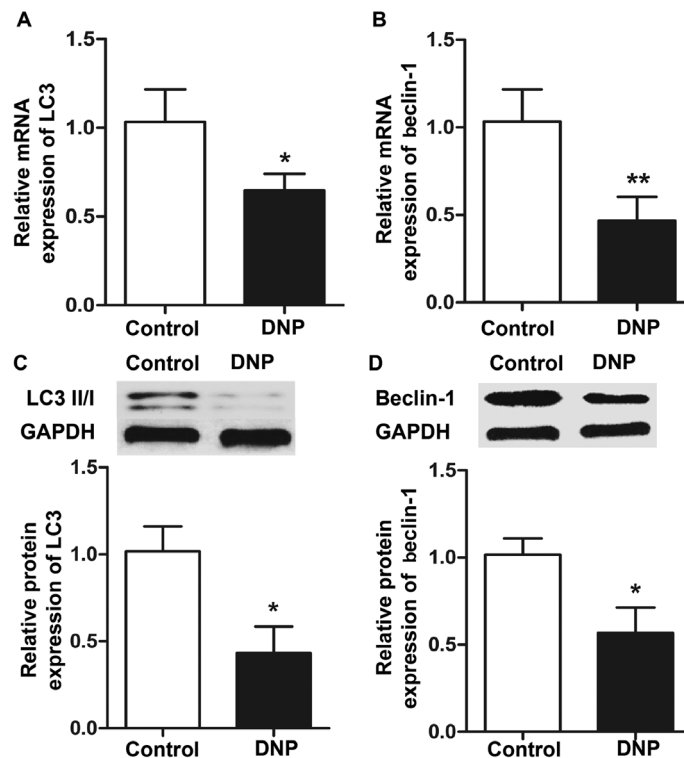 A
Relative mRNA
expression of LC3
1.5
1.0
0.5
0.0
*
Control DNP
B
Relative mRNA
expression of beclin-1
1.5
1.0
0.5
0.0
**
Control DNP
C
Control DNP
LC3 II/I
GAPDH
Relative protein
expression of LC3
1.5
1.0
0.5
0.0
*
Control DNP
D
Control DNP
Beclin-1
GAPDH
Relative protein
expression of beclin-1
1.5
1.0
0.5
0.0
*
Control DNP